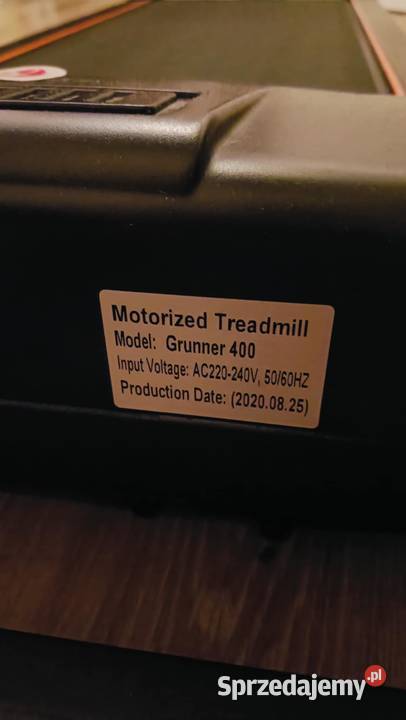 Motorized Treadmill
Model: Grunner 400
Input Voltage: AC220-240V, 50/60HZ
Production Date: (2020.08.25)
Sprzedajemy.pl